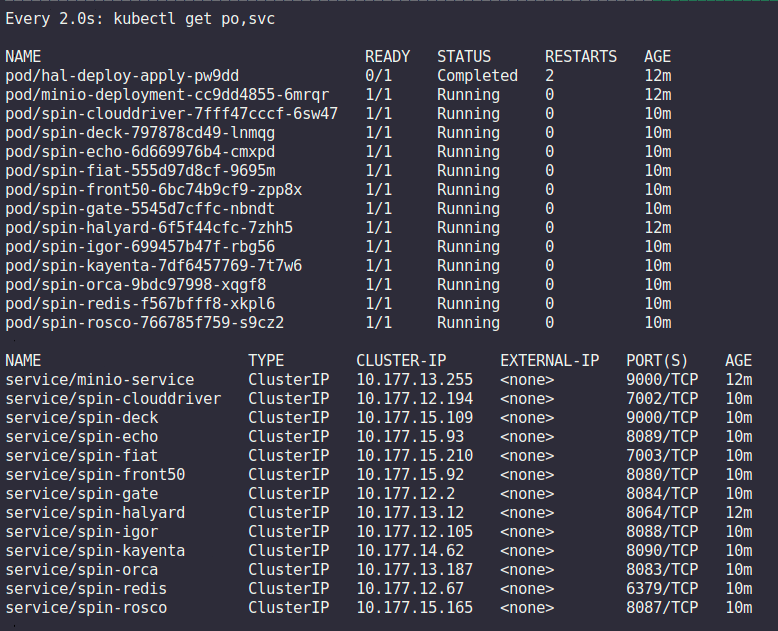 Every 2.0s: kubectl get po,svc
NAME READY STATUS RESTARTS AGE
pod/hal-deploy-apply-pw9dd 0/1 Completed 2 12m
pod/minio-deployment-cc9dd4855-6mrqr 1/1 Running 0 12m
pod/spin-clouddriver-7fff47cccf-6sw47 1/1 Running 0 10m
pod/spin-deck-797878cd49-lnmqg 1/1 Running 0 10m
pod/spin-echo-6d669976b4-cmxpd 1/1 Running 0 10m
pod/spin-fiat-555d97d8cf-9695m 1/1 Running 0 10m
pod/spin-front50-6bc74b9cf9-zpp8x 1/1 Running 0 10m
pod/spin-gate-5545d7cffc-nbndt 1/1 Running 0 10m
pod/spin-halyard-6f5f44cfc-7zhh5 1/1 Running 0 12m
pod/spin-igor-699457b47f-rbg56 1/1 Running 0 10m
pod/spin-kayenta-7df6457769-7t7w6 1/1 Running 0 10m
pod/spin-orca-9bdc97998-xqgf8 1/1 Running 0 10m
pod/spin-redis-f567bfff8-xkpl6 1/1 Running 0 10m
pod/spin-rosco-766785f759-s9cz2 1/1 Running 0 10m
NAME TYPE CLUSTER-IP EXTERNAL-IP PORT(S) AGE
service/minio-service ClusterIP 10.177.13.255 <none> 9000/TCP 12m
service/spin-clouddriver ClusterIP 10.177.12.194 <none> 7002/TCP 10m
service/spin-deck ClusterIP 10.177.15.109 <none> 9000/TCP 10m
service/spin-echo ClusterIP 10.177.15.93 <none> 8089/TCP 10m
service/spin-fiat ClusterIP 10.177.15.210 <none> 7003/TCP 10m
service/spin-front50 ClusterIP 10.177.15.92 <none> 8080/TCP 10m
service/spin-gate ClusterIP 10.177.12.2 <none> 8084/TCP 10m
service/spin-halyard ClusterIP 10.177.13.12 <none> 8064/TCP 12m
service/spin-igor ClusterIP 10.177.12.105 <none> 8088/TCP 10m
service/spin-kayenta ClusterIP 10.177.14.62 <none> 8090/TCP 10m
service/spin-orca ClusterIP 10.177.13.187 <none> 8083/TCP 10m
service/spin-redis ClusterIP 10.177.12.67 <none> 6379/TCP 10m
service/spin-rosco ClusterIP 10.177.15.165 <none> 8087/TCP 10m